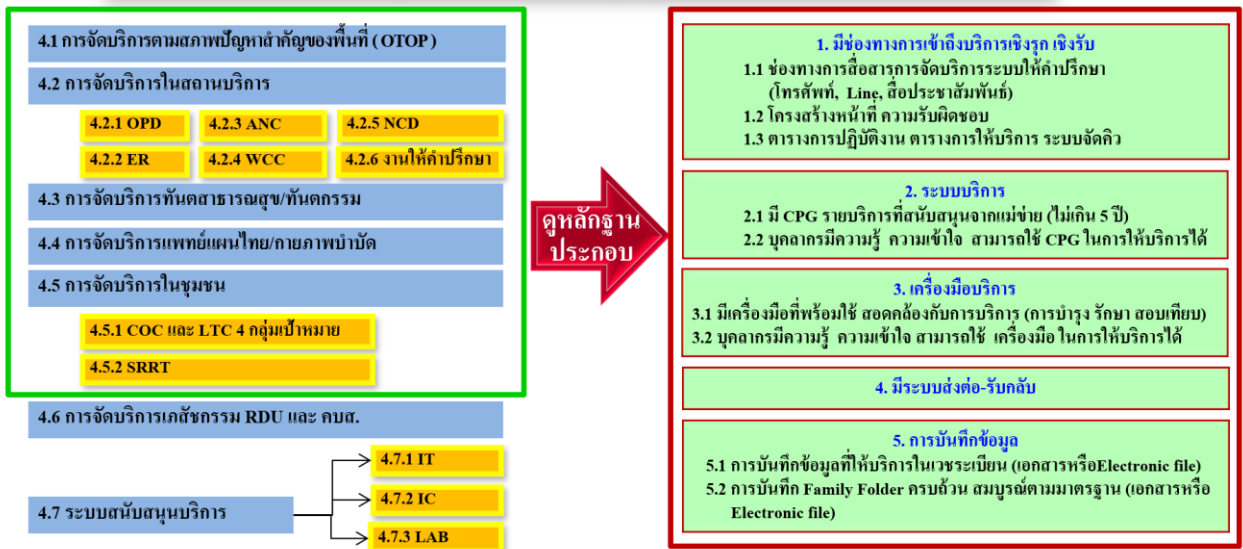 4.1 การจัดบริการตามสภาพปัญหาสำคัญของพื้นที่ ( OTOP )
4.2 การจัดบริการในสถานบริการ
4.2.1 OPD
4.2.3 ANC
4.2.5 NCD
4.2.2 ER
4.2.4 WCC
4.2.6 งานให้คำปรึกษา
4.3 การจัดบริการทันตสาธารณสุข/ทันตกรรม
4.4 การจัดบริการแพทย์แผนไทย/กายภาพบำบัด
4.5 การจัดบริการในชุมชน
4.5.1 COC และ LTC 4 กลุ่มเป้าหมาย
4.5.2 SRRT
4.6 การจัดบริการเภสัชกรรม RDU และ คบส.
4.7 ระบบสนับสนุนบริการ
4.7.1 IT
4.7.2 IC
4.7.3 LAB
ดูหลักฐาน
ประกอบ
1. มีช่องทางการเข้าถึงบริการเชิงรุก เชิงรับ
1.1 ช่องทางการสื่อสารการจัดบริการระบบให้คำปรึกษา
(โทรศัพท์, Line, สื่อประชาสัมพันธ์)
1.2 โครงสร้างหน้าที่ ความรับผิดชอบ
1.3 ตารางการปฏิบัติงาน ตารางการให้บริการ ระบบจัดคิว
2. ระบบบริการ
2.1 มี CPG รายบริการที่สนับสนุนจากแม่ข่าย (ไม่เกิน 5 ปี)
2.2 บุคลากรมีความรู้ ความเข้าใจ สามารถใช้ CPG ในการให้บริการได้
3. เครื่องมือบริการ
3.1 มีเครื่องมือที่พร้อมใช้ สอดคล้องกับการบริการ (การบำรุง รักษา สอบเทียบ)
3.2 บุคลากรมีความรู้ ความเข้าใจ สามารถใช้ เครื่องมือ ในการให้บริการได้
4. มีระบบส่งต่อ-รับกลับ
5. การบันทึกข้อมูล
5.1 การบันทึกข้อมูลที่ให้บริการในเวชระเบียน (เอกสารหรือElectronic file)
5.2 การบันทึก Family Folder ครบถ้วน สมบูรณ์ตามมาตรฐาน (เอกสารหรือ
Electronic file)